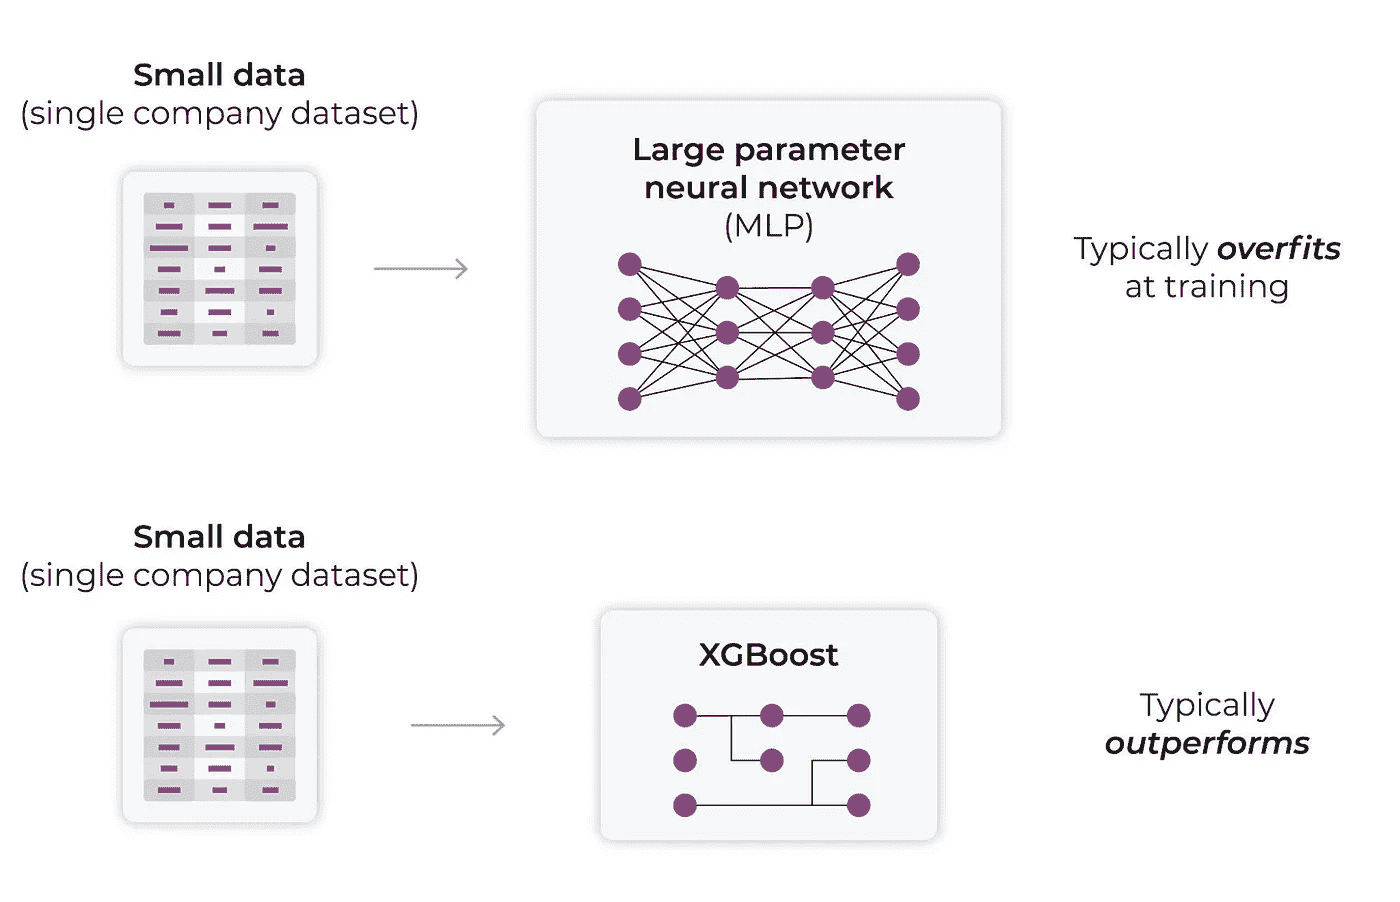 Small data
(single company dataset)
Large parameter
neural network
(MLP)
Typically overfits
at training
Small data
(single company dataset)
XGBoost
Typically
outperforms